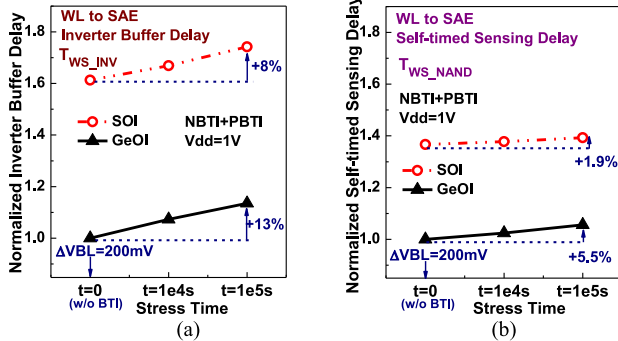 WL to SAE
Inverter Buffer Delay
T_WS_INV
+8%
SOI
GeOI
NBTI+PBTI
Vdd=1V
+13%
ΔVBL=200mV
1.8
1.6
1.4
1.2
1.0
Normalized Inverter Buffer Delay
t=0
t=1e4s
t=1e5s
(w/o BTI)
Stress Time
(a)
WL to SAE
Self-timed Sensing Delay
T_WS_NAND
NBTI+PBTI
Vdd=1V
+1.9%
SOI
GeOI
ΔVBL=200mV
+5.5%
1.8
1.6
1.4
1.2
1.0
Normalized Self-timed Sensing Delay
t=0
t=1e4s
t=1e5s
(w/o BTI)
Stress Time
(b)